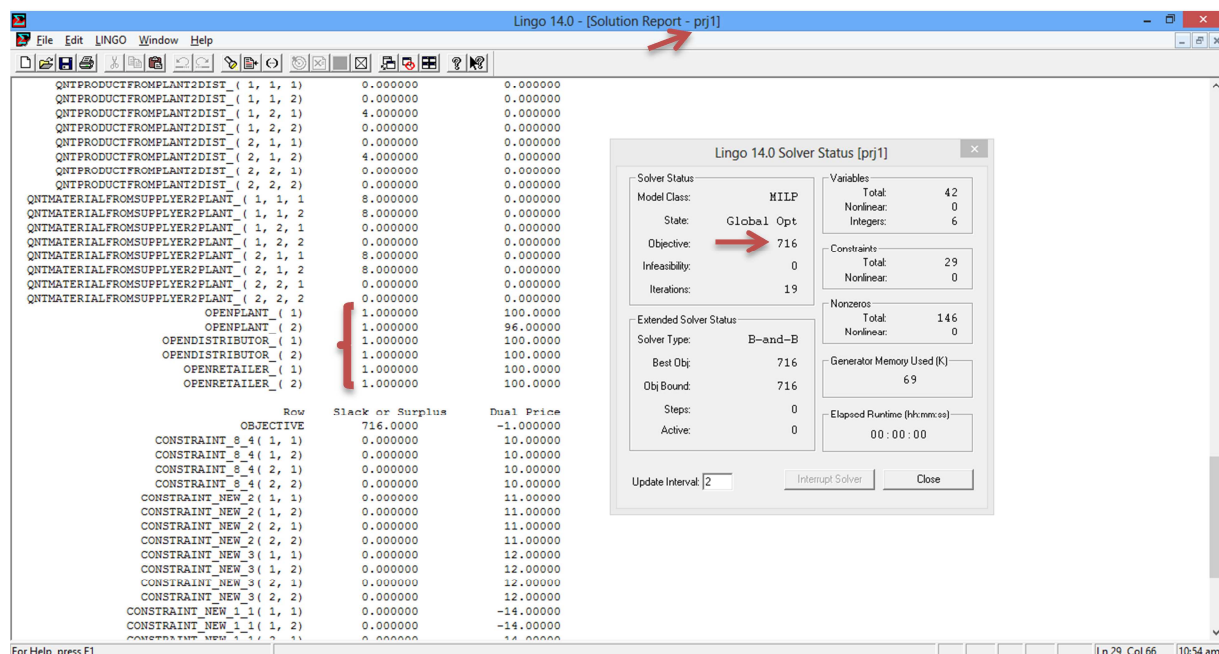 Lingo 14.0 - [Solution Report - prj1]
File Edit LINGO Window Help
QNTPRODUCTFROMPLANT2DIST_( 1, 1, 1) 0.000000 0.000000
QNTPRODUCTFROMPLANT2DIST_( 1, 1, 2) 0.000000 0.000000
QNTPRODUCTFROMPLANT2DIST_( 1, 2, 1) 4.000000 0.000000
QNTPRODUCTFROMPLANT2DIST_( 1, 2, 2) 0.000000 0.000000
QNTPRODUCTFROMPLANT2DIST_( 2, 1, 1) 0.000000 0.000000
QNTPRODUCTFROMPLANT2DIST_( 2, 1, 2) 4.000000 0.000000
QNTPRODUCTFROMPLANT2DIST_( 2, 2, 1) 0.000000 0.000000
QNTPRODUCTFROMPLANT2DIST_( 2, 2, 2) 0.000000 0.000000
QNTMATERIALFROMSUPPLYER2PLANT_( 1, 1, 1 8.000000 0.000000
QNTMATERIALFROMSUPPLYER2PLANT_( 1, 1, 2 8.000000 0.000000
QNTMATERIALFROMSUPPLYER2PLANT_( 1, 2, 1 0.000000 0.000000
QNTMATERIALFROMSUPPLYER2PLANT_( 1, 2, 2 0.000000 0.000000
QNTMATERIALFROMSUPPLYER2PLANT_( 2, 1, 1 8.000000 0.000000
QNTMATERIALFROMSUPPLYER2PLANT_( 2, 1, 2 8.000000 0.000000
QNTMATERIALFROMSUPPLYER2PLANT_( 2, 2, 1 0.000000 0.000000
QNTMATERIALFROMSUPPLYER2PLANT_( 2, 2, 2 0.000000 0.000000
OPENPLANT_( 1) 1.000000 100.0000
OPENPLANT_( 2) 1.000000 96.00000
OPENDISTRIBUTOR_( 1) 1.000000 100.0000
OPENDISTRIBUTOR_( 2) 1.000000 100.0000
OPENRETAILER_( 1) 1.000000 100.0000
OPENRETAILER_( 2) 1.000000 100.0000
Row Slack or Surplus Dual Price
OBJECTIVE 716.0000 -1.000000
CONSTRAINT_8_4( 1, 1) 0.000000 10.00000
CONSTRAINT_8_4( 1, 2) 0.000000 10.00000
CONSTRAINT_8_4( 2, 1) 0.000000 10.00000
CONSTRAINT_8_4( 2, 2) 0.000000 10.00000
CONSTRAINT_NEW_2( 1, 1) 0.000000 11.00000
CONSTRAINT_NEW_2( 1, 2) 0.000000 11.00000
CONSTRAINT_NEW_2( 2, 1) 0.000000 11.00000
CONSTRAINT_NEW_2( 2, 2) 0.000000 11.00000
CONSTRAINT_NEW_3( 1, 1) 0.000000 12.00000
CONSTRAINT_NEW_3( 1, 2) 0.000000 12.00000
CONSTRAINT_NEW_3( 2, 1) 0.000000 12.00000
CONSTRAINT_NEW_3( 2, 2) 0.000000 12.00000
CONSTRAINT_NEW_1_1( 1, 1) 0.000000 -14.00000
CONSTRAINT_NEW_1_1( 1, 2) 0.000000 -14.00000
Lingo 14.0 Solver Status [prj1]
Solver Status
Model Class: MILP
State: Global Opt
Objective: 716
Infeasibility: 0
Iterations: 19
Extended Solver Status
Solver Type: B-and-B
Best Obj: 716
Obj Bound: 716
Steps: 0
Active: 0
Variables
Total: 42
Nonlinear: 0
Integers: 6
Constraints
Total: 29
Nonlinear: 0
Nonzeros
Total: 146
Nonlinear: 0
Generator Memory Used (K)
69
Elapsed Runtime (hh:mm:ss)
00:00:00
Update Interval: 2 Interrupt Solver Close
For Help, press F1 Ln 29, Col 66 10:54 am